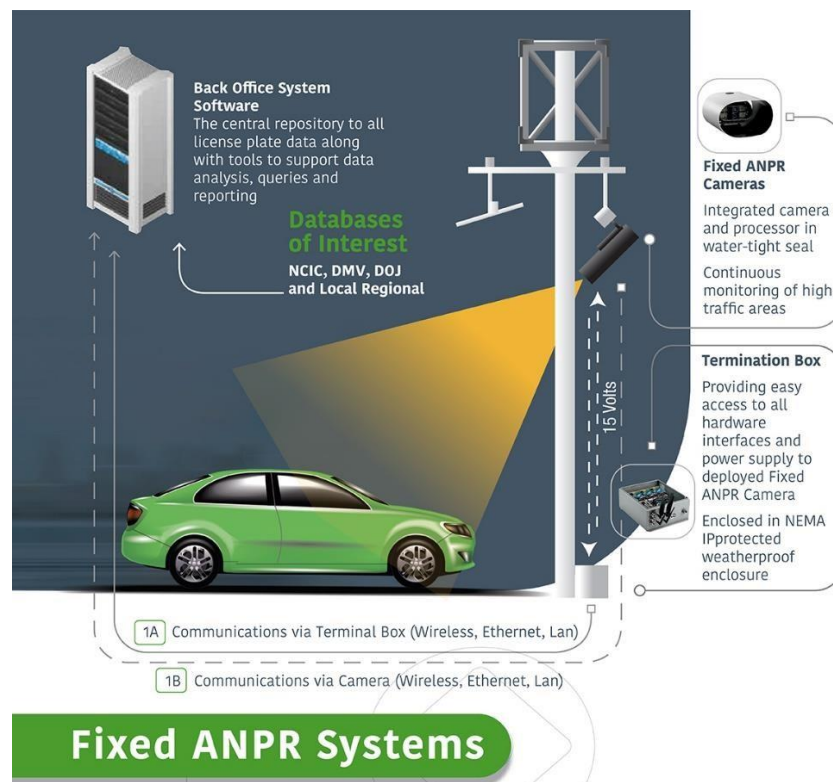 Back Office System
Software
The central repository to all
license plate data along
with tools to support data
analysis, queries and
reporting
Databases
of Interest
NCIC, DMV, DOJ
and Local Regional
Fixed ANPR
Cameras
Integrated camera
and processor in
water-tight seal
Continuous
monitoring of high
traffic areas
15 Volts
Termination Box
Providing easy
access to all
hardware
interfaces and
power supply to
deployed Fixed
ANPR Camera
Enclosed in NEMA
IPprotected
weatherproof
enclosure
1A Communications via Terminal Box (Wireless, Ethernet, Lan)
1B Communications via Camera (Wireless, Ethernet, Lan)
Fixed ANPR Systems